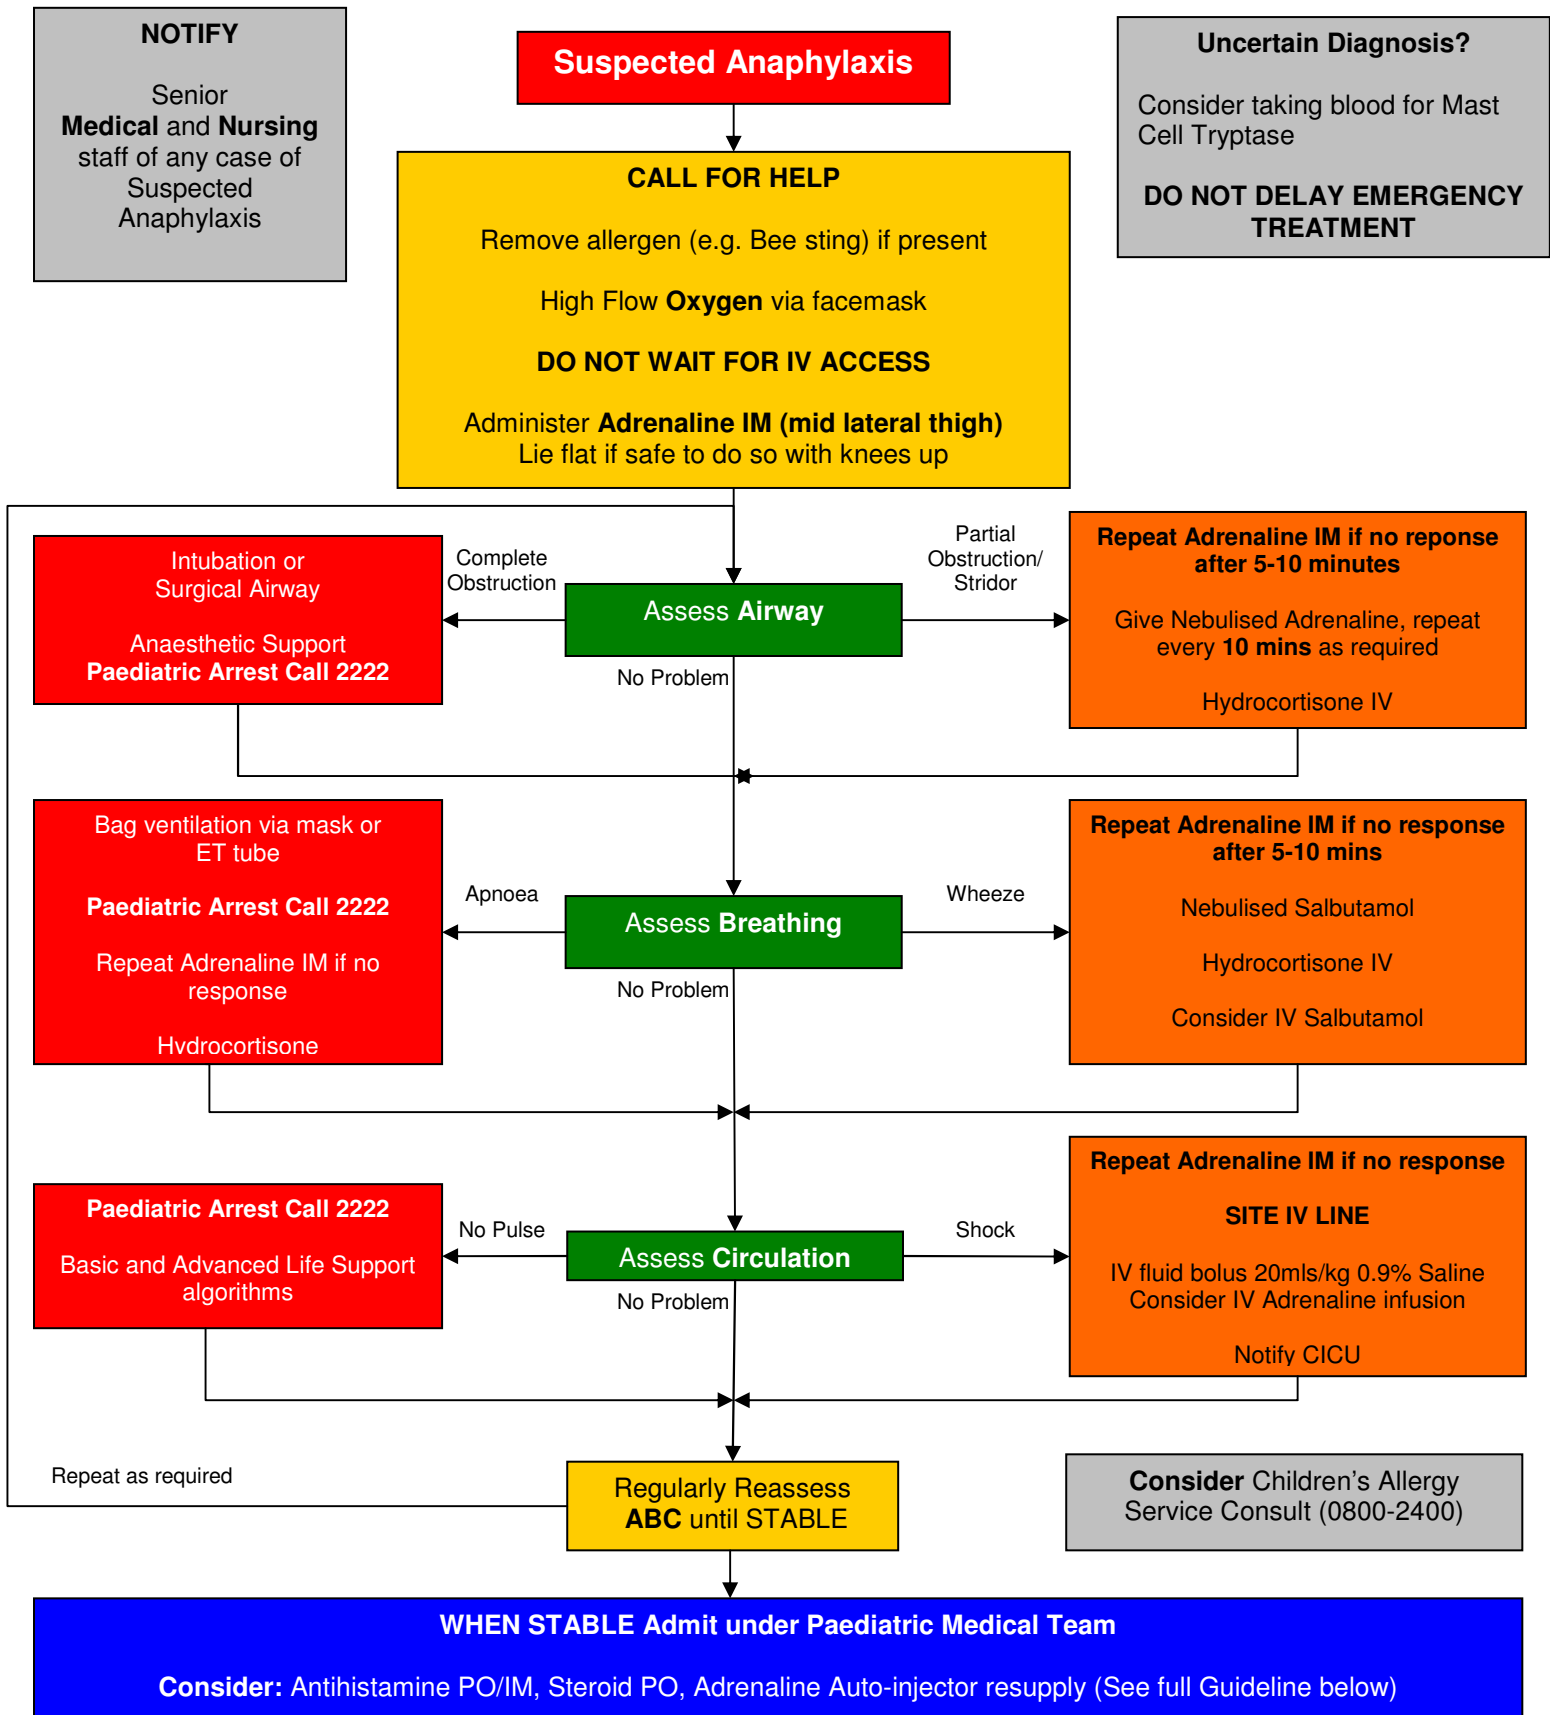 NOTIFY
Senior
Medical and Nursing
staff of any case of
Suspected
Anaphylaxis
Suspected Anaphylaxis
Uncertain Diagnosis?
Consider taking blood for Mast
Cell Tryptase
DO NOT DELAY EMERGENCY
TREATMENT
CALL FOR HELP
Remove allergen (e.g. Bee sting) if present
High Flow Oxygen via facemask
DO NOT WAIT FOR IV ACCESS
Administer Adrenaline IM (mid lateral thigh)
Lie flat if safe to do so with knees up
Intubation or
Surgical Airway
Anaesthetic Support
Paediatric Arrest Call 2222
Complete
Obstruction
Assess Airway
No Problem
Partial
Obstruction/
Stridor
Repeat Adrenaline IM if no reponse
after 5-10 minutes
Give Nebulised Adrenaline, repeat
every 10 mins as required
Hydrocortisone IV
Bag ventilation via mask or
ET tube
Paediatric Arrest Call 2222
Repeat Adrenaline IM if no
response
Hydrocortisone
Apnoea
Assess Breathing
No Problem
Wheeze
Repeat Adrenaline IM if no response
after 5-10 mins
Nebulised Salbutamol
Hydrocortisone IV
Consider IV Salbutamol
Paediatric Arrest Call 2222
Basic and Advanced Life Support
algorithms
No Pulse
Assess Circulation
No Problem
Shock
Repeat Adrenaline IM if no response
SITE IV LINE
IV fluid bolus 20mls/kg 0.9% Saline
Consider IV Adrenaline infusion
Notify CICU
Repeat as required
Regularly Reassess
ABC until STABLE
Consider Children's Allergy
Service Consult (0800-2400)
WHEN STABLE Admit under Paediatric Medical Team
Consider: Antihistamine PO/IM, Steroid PO, Adrenaline Auto-injector resupply (See full Guideline below)